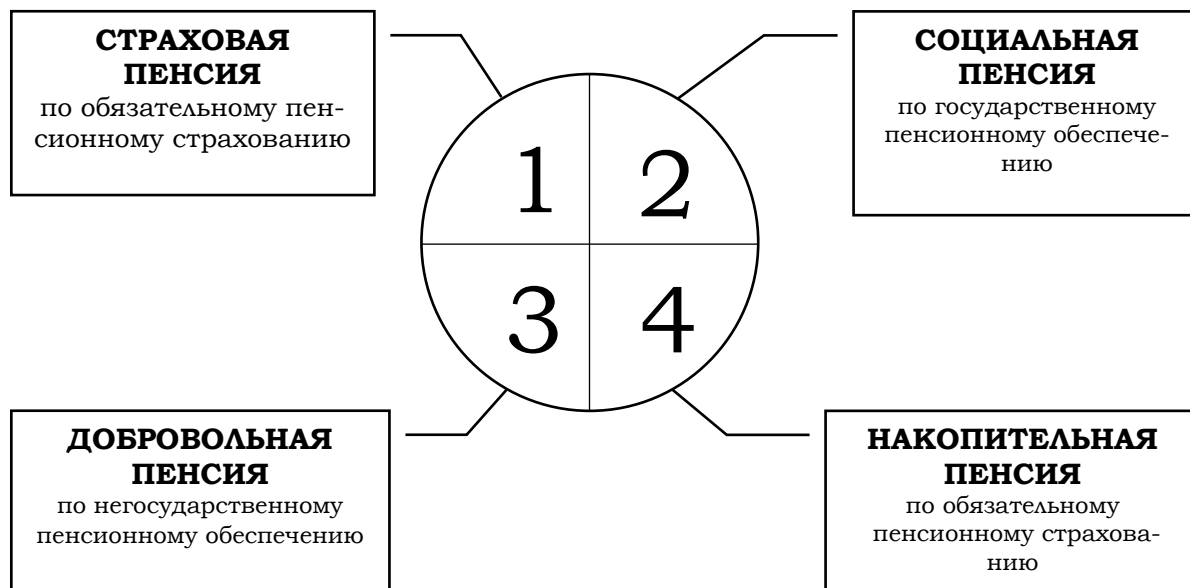 СТРАХОВАЯ
ПЕНСИЯ
по обязательному пен-
сионному страхованию
СОЦИАЛЬНАЯ
ПЕНСИЯ
по государственному
пенсионному обеспече-
нию
1
2
3
4
ДОБРОВОЛЬНАЯ
ПЕНСИЯ
по негосударственному
пенсионному обеспечению
НАКОПИТЕЛЬНАЯ
ПЕНСИЯ
по обязательному
пенсионному страхова-
нию